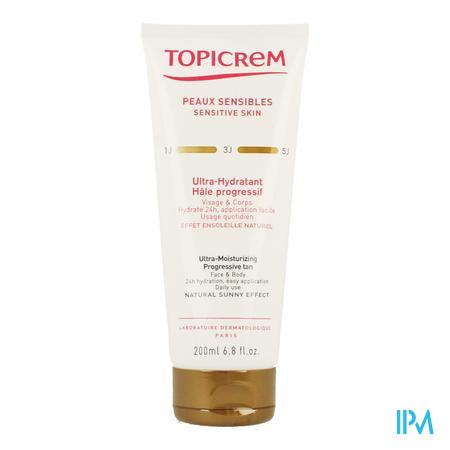 TOPICREM
PEAUX SENSIBLES
SENSITIVE SKIN
1J 3J 5J
Ultra-Hydratant
Hâle progressif
Visage & Corps
Hydrate 24h, application facile
Usage quotidien
EFFET ENSOLEILLÉ NATUREL
Ultra-Moisturizing
Progressive tan
Face & Body
24h hydration, easy application
Daily use
NATURAL SUNNY EFFECT
LABORATOIRE DERMATOLOGIQUE
PARIS
200ml 6.8 fl.oz.
IPM